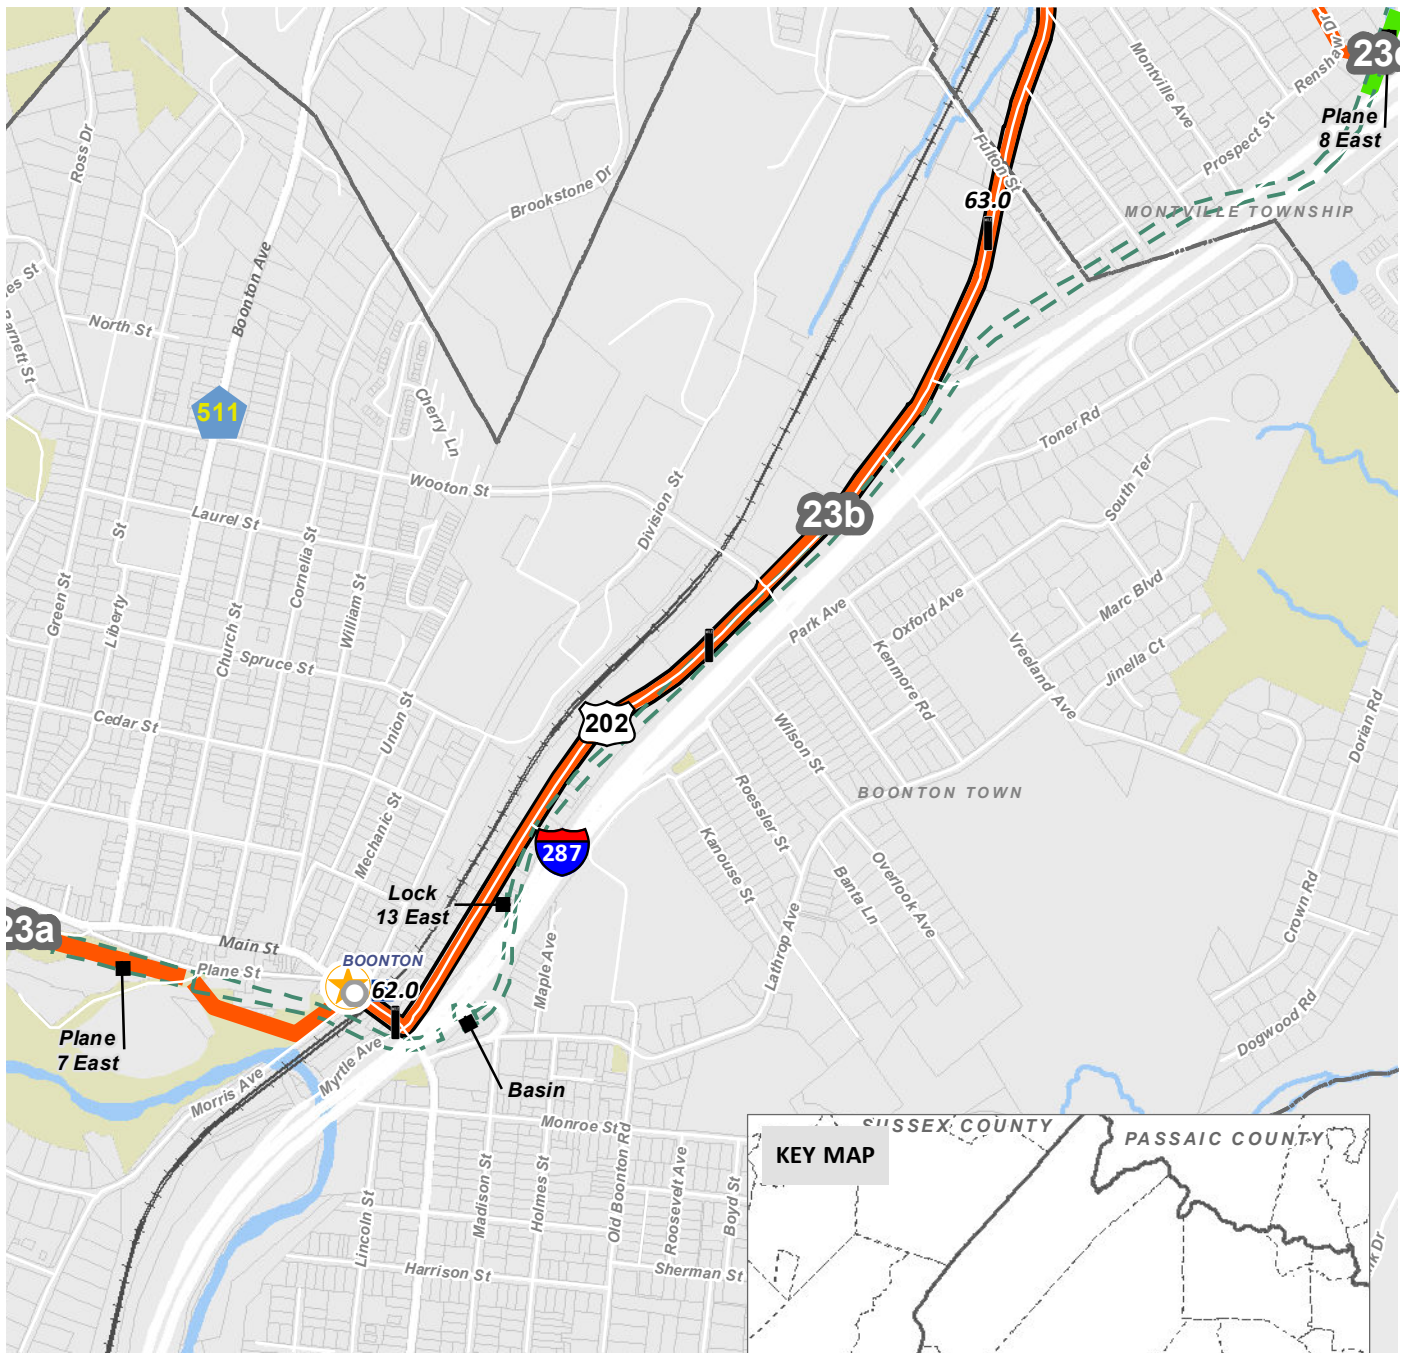 Ross Dr
Boonton Ave
Brookstone Dr
Montville Ave
Renshaw Dr
23c
Plane
8 East
Prospect St
Fulton St
63.0
MONTVILLE TOWNSHIP
Barnett St
North St
511
Cherry Ln
Wooton St
Division St
Toner Rd
South Ter
23b
Laurel St
St
Liberty
Green St
Church St
Cornelia St
William St
Spruce St
Park Ave
Oxford Ave
Kenmore Rd
Marc Blvd
Jinella Ct
Vreeland Ave
Dorian Rd
Cedar St
Union St
202
Wilson St
BOONTON TOWN
Mechanic St
287
Roessler St
Kanouse St
Banta Ln
Overlook Ave
Crown Rd
Lock
13 East
23a
Main St
Plane St
BOONTON
62.0
Maple Ave
Lathrop Ave
Plane
7 East
Morris Ave
Myrtle Ave
Basin
Dogwood Rd
Monroe St
Lincoln St
Madison St
Holmes St
Old Boonton Rd
Roosevelt Ave
Boyd St
Harrison St
Sherman St
KEY MAP
SUSSEX COUNTY
PASSAIC COUNTY
Dr